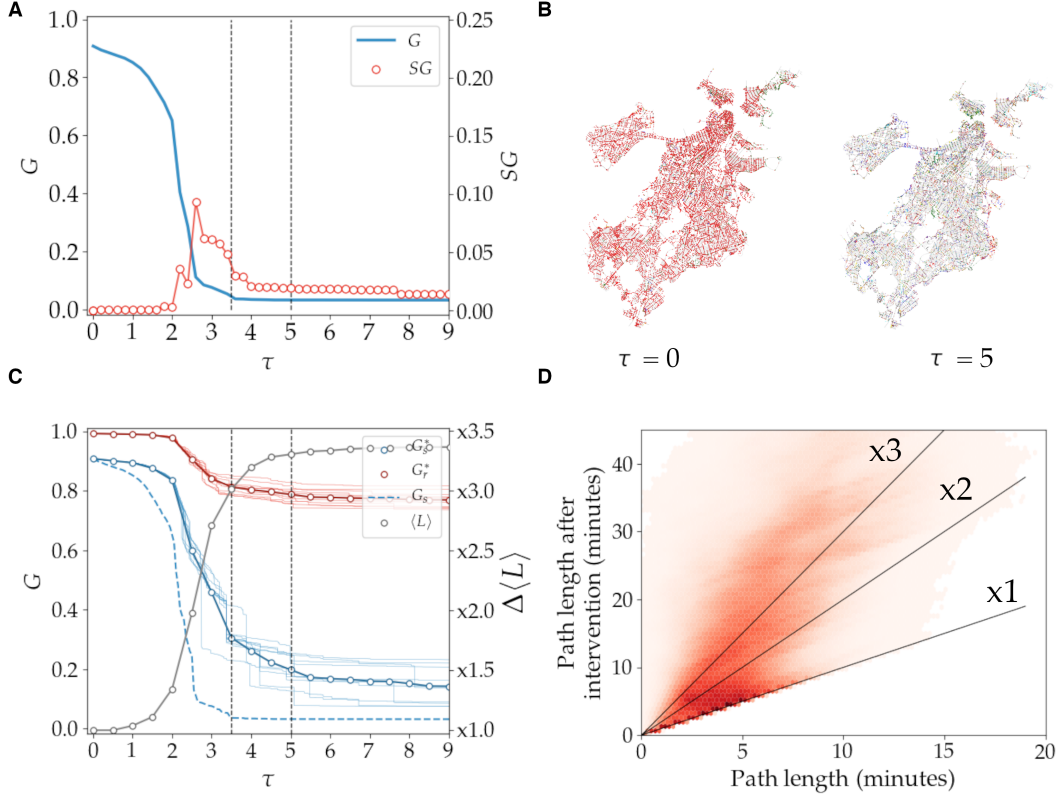 A
1.0
0.8
0.6
0.4
0.2
0.0
G
0.25
0.20
0.15
0.10
0.05
0.00
SG
G
SG
0 1 2 3 4 5 6 7 8 9
τ
B
τ = 0
τ = 5
C
1.0
0.8
0.6
0.4
0.2
0.0
G
x3.5
x3.0
x2.5
x2.0
x1.5
x1.0
Δ⟨L⟩
G*s
G*r
Gs
⟨L⟩
0 1 2 3 4 5 6 7 8 9
τ
D
40
30
20
10
0
Path length after
intervention (minutes)
x3
x2
x1
0 5 10 15 20
Path length (minutes)